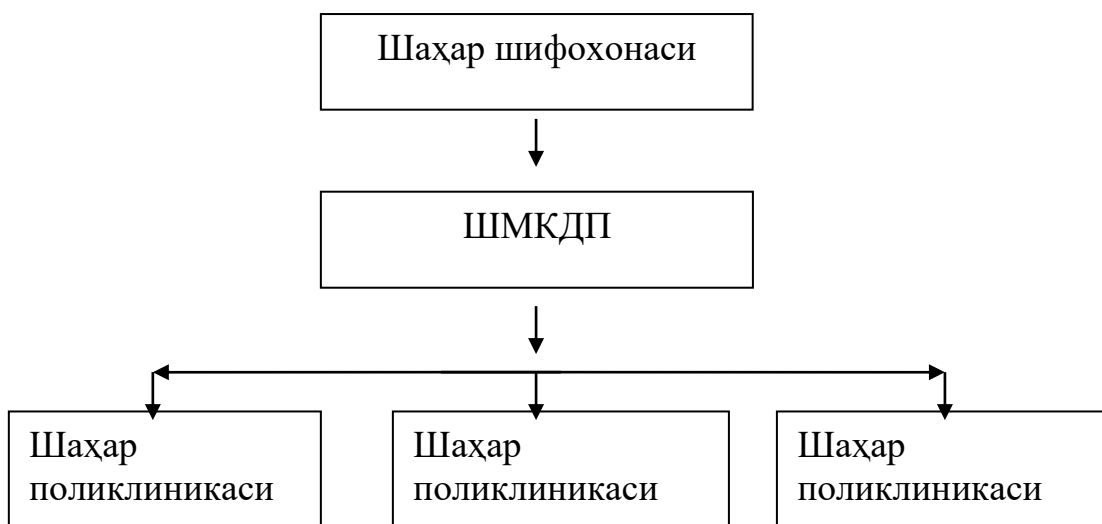 Шаҳар шифохонаси
ШМКДП
Шаҳар
поликлиникаси
Шаҳар
поликлиникаси
Шаҳар
поликлиникаси